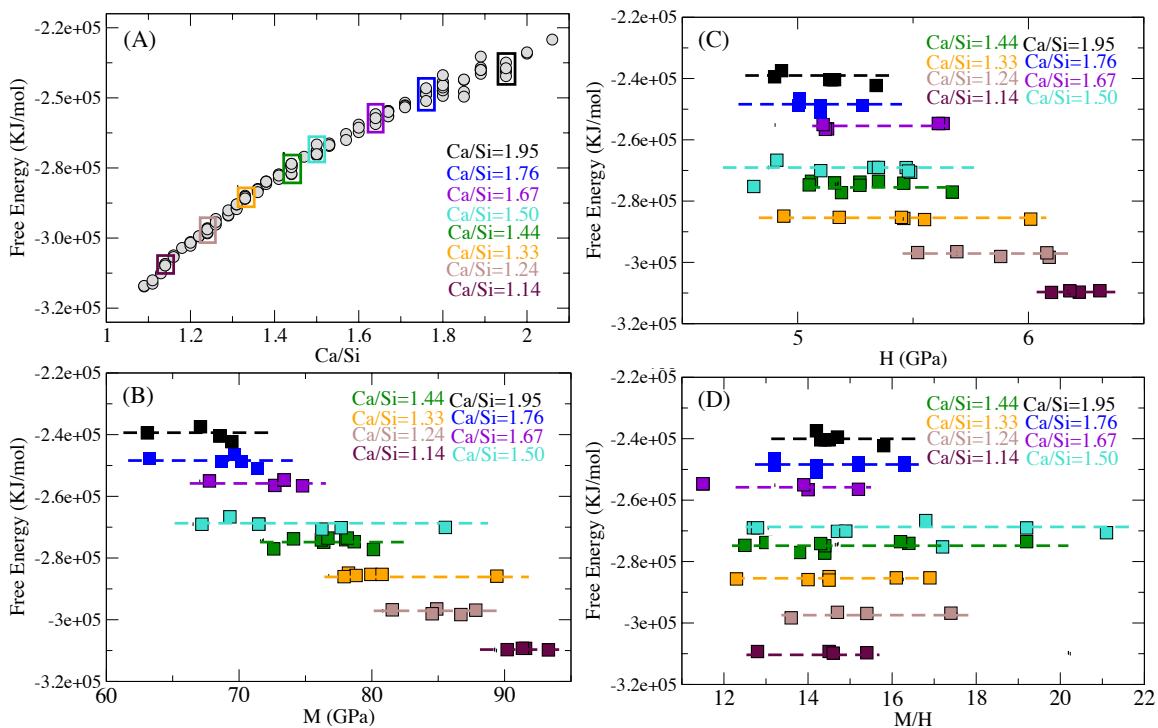 (A)
Free Energy (KJ/mol)
-2.2e+05
-2.5e+05
-2.8e+05
-3.0e+05
-3.2e+05
Ca/Si=1.95
Ca/Si=1.76
Ca/Si=1.67
Ca/Si=1.50
Ca/Si=1.44
Ca/Si=1.33
Ca/Si=1.24
Ca/Si=1.14
1 1.2 1.4 1.6 1.8 2
Ca/Si
(C)
Free Energy (KJ/mol)
-2.2e+05
-2.4e+05
-2.6e+05
-2.8e+05
-3.0e+05
-3.2e+05
Ca/Si=1.44 Ca/Si=1.95
Ca/Si=1.33 Ca/Si=1.76
Ca/Si=1.24 Ca/Si=1.67
Ca/Si=1.14 Ca/Si=1.50
5 6
H (GPa)
(B)
Free Energy (KJ/mol)
-2.2e+05
-2.4e+05
-2.6e+05
-2.8e+05
-3.0e+05
-3.2e+05
Ca/Si=1.44 Ca/Si=1.95
Ca/Si=1.33 Ca/Si=1.76
Ca/Si=1.24 Ca/Si=1.67
Ca/Si=1.14 Ca/Si=1.50
60 70 80 90
M (GPa)
(D)
Free Energy (KJ/mol)
-2.2e+05
-2.4e+05
-2.6e+05
-2.8e+05
-3.0e+05
-3.2e+05
Ca/Si=1.44 Ca/Si=1.95
Ca/Si=1.33 Ca/Si=1.76
Ca/Si=1.24 Ca/Si=1.67
Ca/Si=1.14 Ca/Si=1.50
12 14 16 18 20 22
M/H